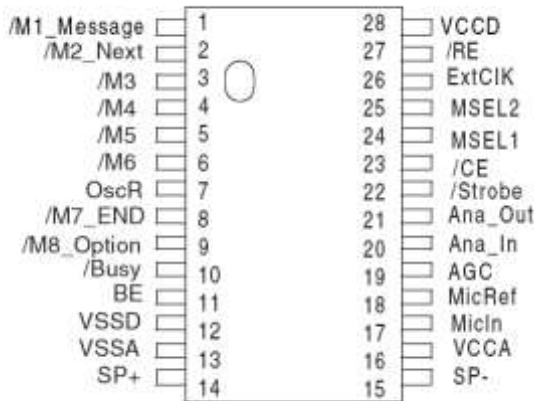 /M1_Message 1 28 VCCD
/M2_Next 2 27 /RE
/M3 3 26 ExtClK
/M4 4 25 MSEL2
/M5 5 24 MSEL1
/M6 6 23 /CE
OscR 7 22 /Strobe
/M7_END 8 21 Ana_Out
/M8_Option 9 20 Ana_In
/Busy 10 19 AGC
BE 11 18 MicRef
VSSD 12 17 MicIn
VSSA 13 16 VCCA
SP+ 14 15 SP-